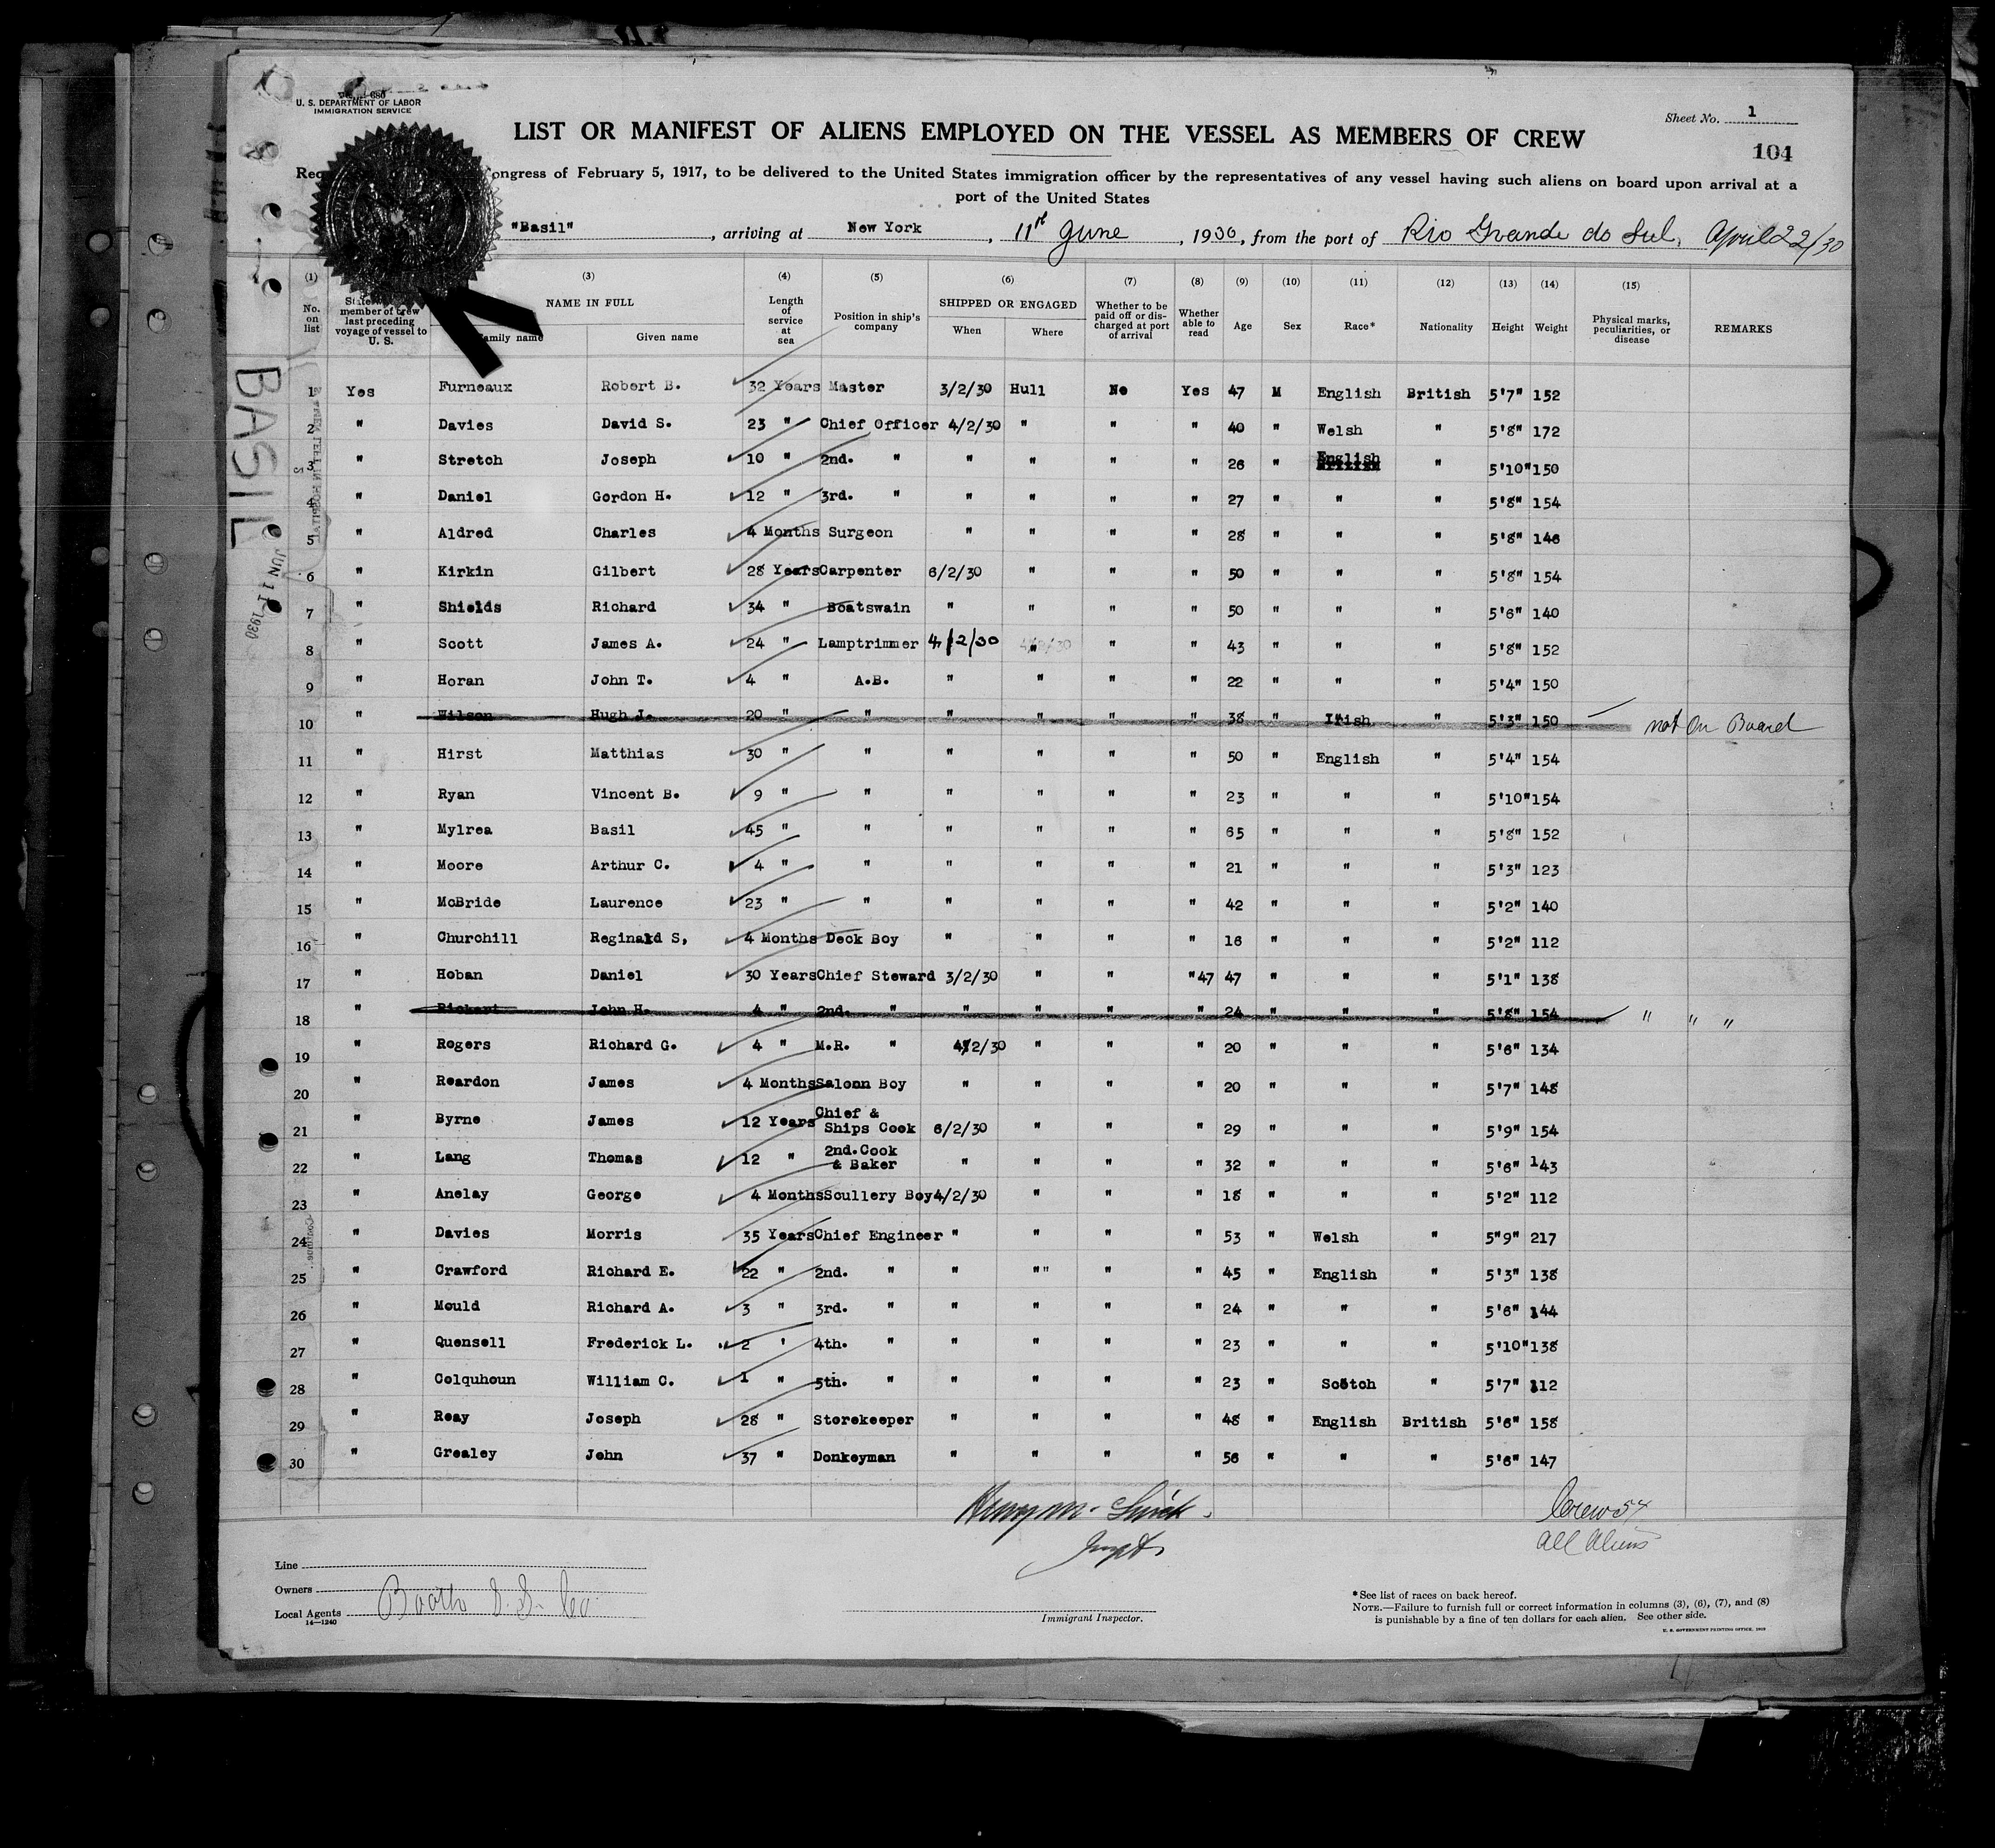 U. S. DEPARTMENT OF LABOR
IMMIGRATION SERVICE
Sheet No. 1
104
LIST OR MANIFEST OF ALIENS EMPLOYED ON THE VESSEL AS MEMBERS OF CREW
ongress of February 5, 1917, to be delivered to the United States immigration officer by the representatives of any vessel having such aliens on board upon arrival at a
port of the United States
"Basil", arriving at New York, 11th June, 1930, from the port of Rio Grande do Sul, April 22/30
(1) (3) (4) (5) (6) (7) (8) (9) (10) (11) (12) (13) (14) (15)
No. on list member of crew last preceding voyage of vessel to U. S. NAME IN FULL Family name Given name Length of service at sea Position in ship's company SHIPPED OR ENGAGED When Where Whether to be paid off or discharged at port of arrival Whether able to read Age Sex Race* Nationality Height Weight Physical marks, peculiarities, or disease REMARKS
1 Yes Furneaux Robert B. 32 Years Master 3/2/30 Hull No Yes 47 M English British 5'7" 152
2 " Davies David S. 23 " Chief Officer 4/2/30 " " " 40 " Welsh " 5'8" 172
3 " Stretch Joseph 10 " 2nd. " " " " " 26 " English " 5'10" 150
4 " Daniel Gordon H. 12 " 3rd. " " " " " 27 " " " 5'8" 154
5 " Aldred Charles 4 Months Surgeon " " " " 28 " " " 5'8" 146
6 " Kirkin Gilbert 28 Years Carpenter 6/2/30 " " " 50 " " " 5'8" 154
7 " Shields Richard 34 " Boatswain " " " " 50 " " " 5'6" 140
8 " Scott James A. 24 " Lamptrimmer 4/2/30 " " " 43 " " " 5'8" 152
9 " Horan John T. 4 " A.B. " " " " 22 " " " 5'4" 150
10 " Wilson Hugh J. 20 " " " " " " 38 " Irish " 5'3" 150 not On Board
11 " Hirst Matthias 30 " " " " " " 50 " English " 5'4" 154
12 " Ryan Vincent B. 9 " " " " " " 23 " " " 5'10" 154
13 " Mylrea Basil 45 " " " " " " 65 " " " 5'8" 152
14 " Moore Arthur C. 4 " " " " " " 21 " " " 5'3" 123
15 " McBride Laurence 23 " " " " " " 42 " " " 5'2" 140
16 " Churchill Reginald S, 4 Months Deck Boy " " " " 16 " " " 5'2" 112
17 " Hoban Daniel 30 Years Chief Steward 3/2/30 " " "47 47 " " " 5'1" 138
18 " Rickart John H. 4 " 2nd. " " " " " 24 " " " 5'8" 154 " " "
19 " Rogers Richard G. 4 " M.R. " 4/2/30 " " " 20 " " " 5'6" 134
20 " Reardon James 4 Months Saloon Boy " " " " 20 " " " 5'7" 148
21 " Byrne James 12 Years Chief & Ships Cook 6/2/30 " " " 29 " " " 5'9" 154
22 " Lang Thomas 12 " 2nd.Cook & Baker " " " " 32 " " " 5'6" 143
23 " Anelay George 4 Months Scullery Boy 4/2/30 " " " 18 " " " 5'2" 112
24 " Davies Morris 35 Years Chief Engineer " " " " 53 " Welsh " 5"9" 217
25 " Crawford Richard E. 22 " 2nd. " " "" " " 45 " English " 5'3" 138
26 " Mould Richard A. 3 " 3rd. " " " " " 24 " " " 5'6" 144
27 " Quensell Frederick L. 2 ' 4th. " " " " " 23 " " " 5'10" 138
28 " Colquhoun William C. 1 " 5th. " " " " " 23 " Scotch " 5'7" 112
29 " Reay Joseph 28 " Storekeeper " " " " 48 " English British 5'6" 158
30 " Grealey John 37 " Donkeyman " " " " 56 " " " 5'6" 147
BASIL
JUN 11 1930
Crew 54
all Aliens
Line
Owners
Local Agents Booth S. S. Co
14—1240
Immigrant Inspector.
*See list of races on back hereof.
NOTE.—Failure to furnish full or correct information in columns (3), (6), (7), and (8)
is punishable by a fine of ten dollars for each alien. See other side.